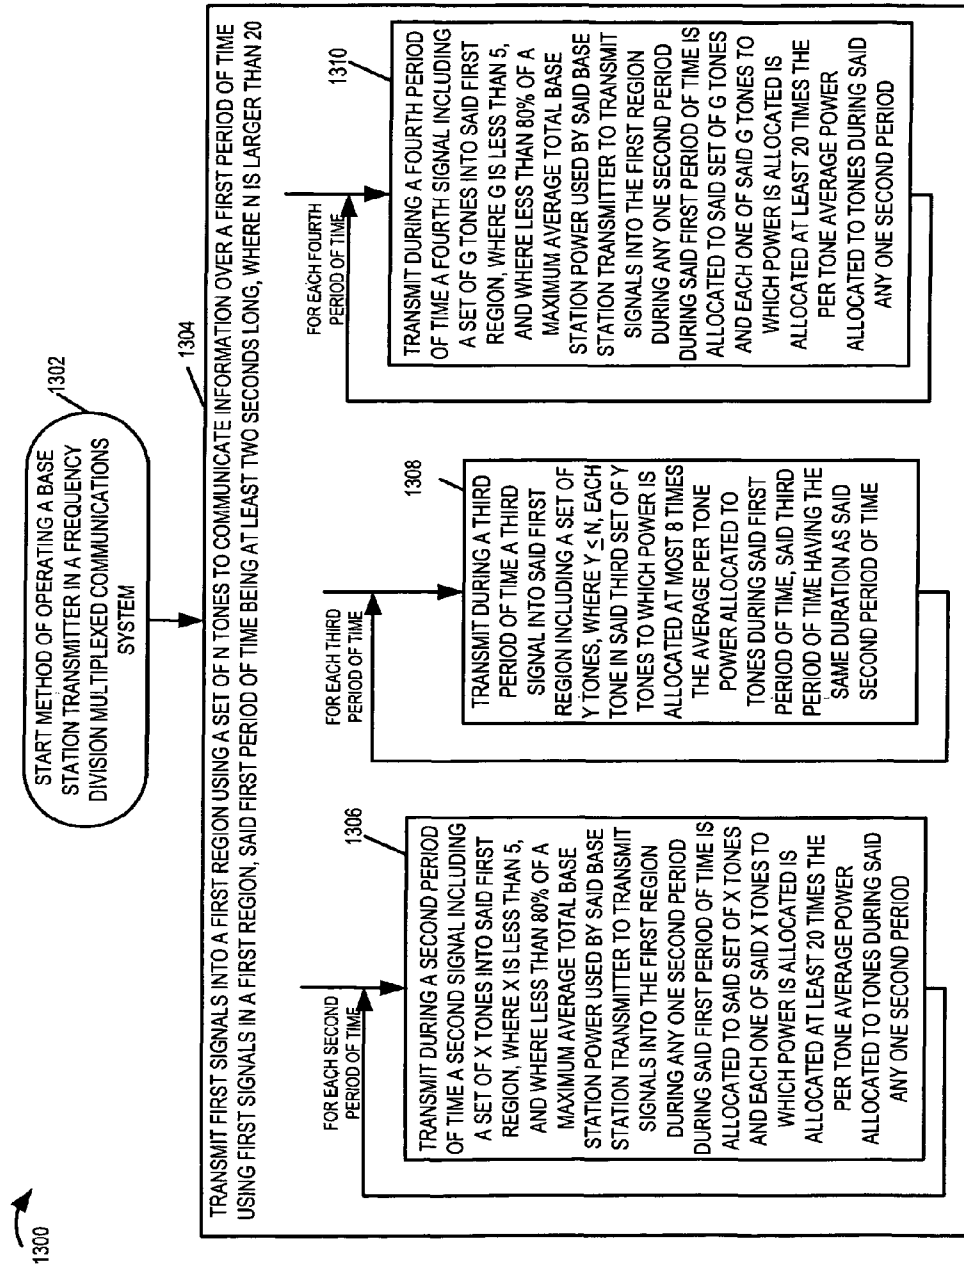 1300
START METHOD OF OPERATING A BASE
STATION TRANSMITTER IN A FREQUENCY
DIVISION MULTIPLEXED COMMUNICATIONS
SYSTEM
1302
1304
TRANSMIT FIRST SIGNALS INTO A FIRST REGION USING A SET OF N TONES TO COMMUNICATE INFORMATION OVER A FIRST PERIOD OF TIME
USING FIRST SIGNALS IN A FIRST REGION, SAID FIRST PERIOD OF TIME BEING AT LEAST TWO SECONDS LONG, WHERE N IS LARGER THAN 20
FOR EACH SECOND
PERIOD OF TIME
1306
TRANSMIT DURING A SECOND PERIOD
OF TIME A SECOND SIGNAL INCLUDING
A SET OF X TONES INTO SAID FIRST
REGION, WHERE X IS LESS THAN 5,
AND WHERE LESS THAN 80% OF A
MAXIMUM AVERAGE TOTAL BASE
STATION POWER USED BY SAID BASE
STATION TRANSMITTER TO TRANSMIT
SIGNALS INTO THE FIRST REGION
DURING ANY ONE SECOND PERIOD
DURING SAID FIRST PERIOD OF TIME IS
ALLOCATED TO SAID SET OF X TONES
AND EACH ONE OF SAID X TONES TO
WHICH POWER IS ALLOCATED IS
ALLOCATED AT LEAST 20 TIMES THE
PER TONE AVERAGE POWER
ALLOCATED TO TONES DURING SAID
ANY ONE SECOND PERIOD
FOR EACH THIRD
PERIOD OF TIME
1308
TRANSMIT DURING A THIRD
PERIOD OF TIME A THIRD
SIGNAL INTO SAID FIRST
REGION INCLUDING A SET OF
Y TONES, WHERE Y ≤ N, EACH
TONE IN SAID THIRD SET OF Y
TONES TO WHICH POWER IS
ALLOCATED AT MOST 8 TIMES
THE AVERAGE PER TONE
POWER ALLOCATED TO
TONES DURING SAID FIRST
PERIOD OF TIME, SAID THIRD
PERIOD OF TIME HAVING THE
SAME DURATION AS SAID
SECOND PERIOD OF TIME
FOR EACH FOURTH
PERIOD OF TIME
1310
TRANSMIT DURING A FOURTH PERIOD
OF TIME A FOURTH SIGNAL INCLUDING
A SET OF G TONES INTO SAID FIRST
REGION, WHERE G IS LESS THAN 5,
AND WHERE LESS THAN 80% OF A
MAXIMUM AVERAGE TOTAL BASE
STATION POWER USED BY SAID BASE
STATION TRANSMITTER TO TRANSMIT
SIGNALS INTO THE FIRST REGION
DURING ANY ONE SECOND PERIOD
DURING SAID FIRST PERIOD OF TIME IS
ALLOCATED TO SAID SET OF G TONES
AND EACH ONE OF SAID G TONES TO
WHICH POWER IS ALLOCATED IS
ALLOCATED AT LEAST 20 TIMES THE
PER TONE AVERAGE POWER
ALLOCATED TO TONES DURING SAID
ANY ONE SECOND PERIOD